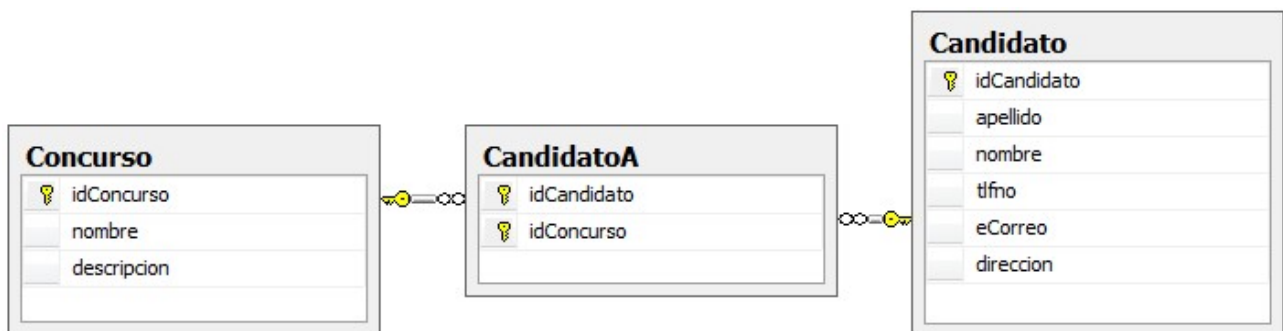 Concurso
idConcurso
nombre
descripcion
CandidatoA
idCandidato
idConcurso
Candidato
idCandidato
apellido
nombre
tlfno
eCorreo
direccion